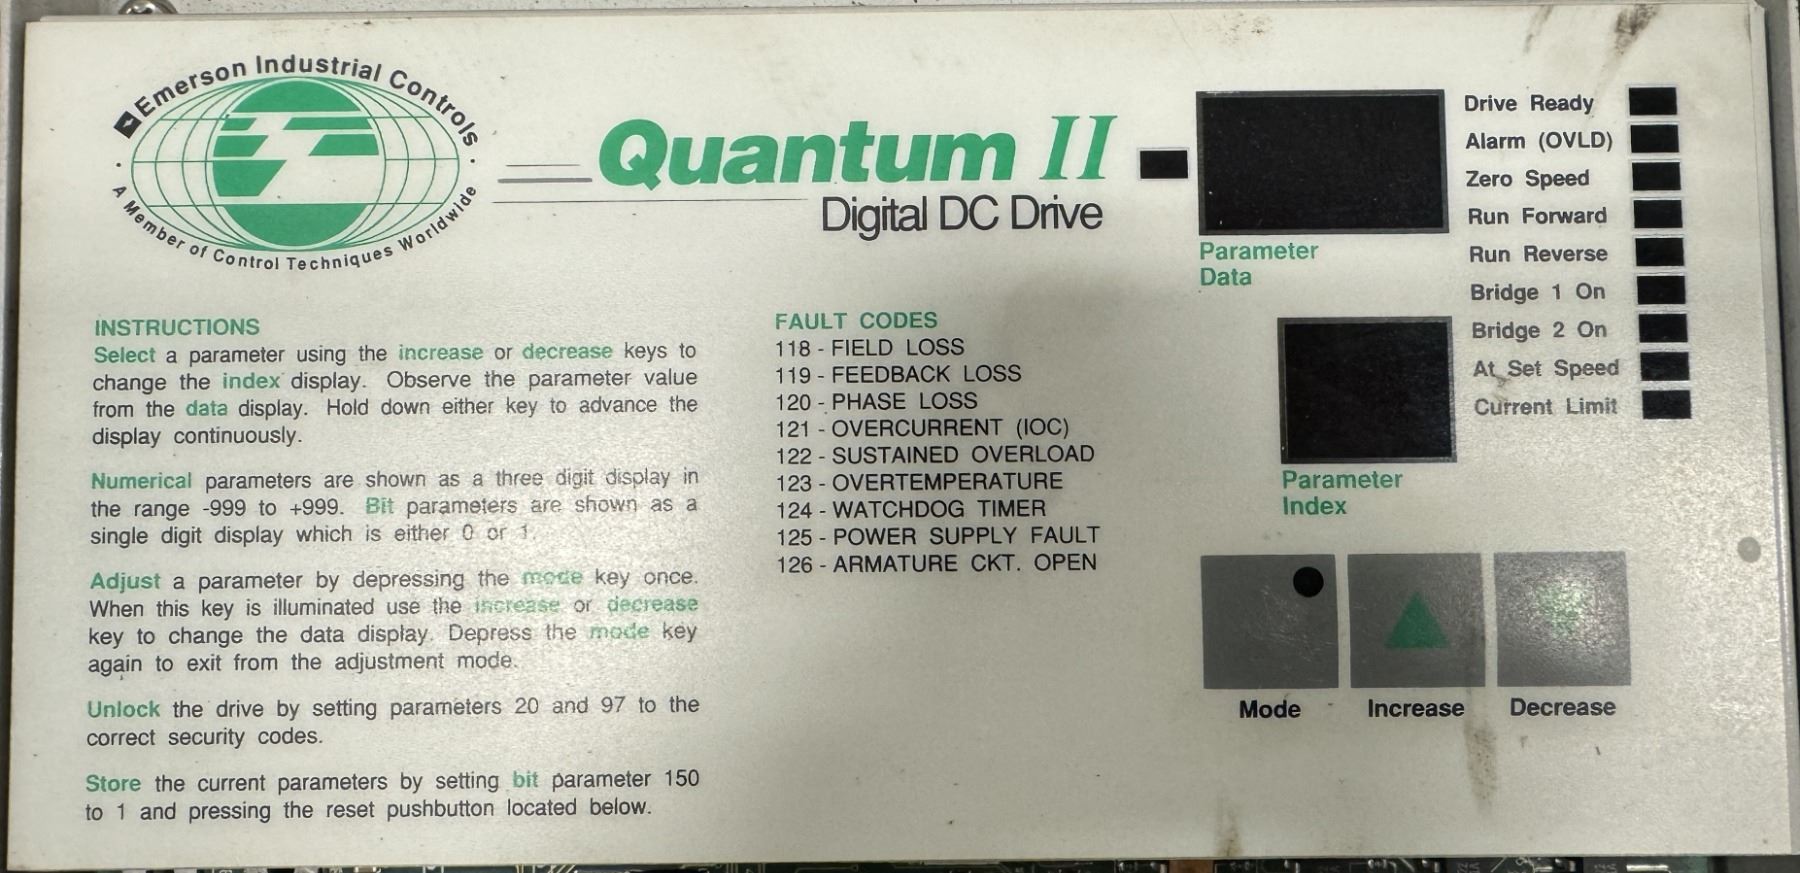 Emerson Industrial Controls
A Member of Control Techniques Worldwide
Quantum II
Digital DC Drive
INSTRUCTIONS
Select a parameter using the increase or decrease keys to
change the index display. Observe the parameter value
from the data display. Hold down either key to advance the
display continuously.
Numerical parameters are shown as a three digit display in
the range -999 to +999. Bit parameters are shown as a
single digit display which is either 0 or 1.
Adjust a parameter by depressing the mode key once.
When this key is illuminated use the increase or decrease
key to change the data display. Depress the mode key
again to exit from the adjustment mode.
Unlock the drive by setting parameters 20 and 97 to the
correct security codes.
Store the current parameters by setting bit parameter 150
to 1 and pressing the reset pushbutton located below.
FAULT CODES
118 - FIELD LOSS
119 - FEEDBACK LOSS
120 - PHASE LOSS
121 - OVERCURRENT (IOC)
122 - SUSTAINED OVERLOAD
123 - OVERTEMPERATURE
124 - WATCHDOG TIMER
125 - POWER SUPPLY FAULT
126 - ARMATURE CKT. OPEN
Parameter
Data
Parameter
Index
Drive Ready
Alarm (OVLD)
Zero Speed
Run Forward
Run Reverse
Bridge 1 On
Bridge 2 On
At Set Speed
Current Limit
Mode
Increase
Decrease